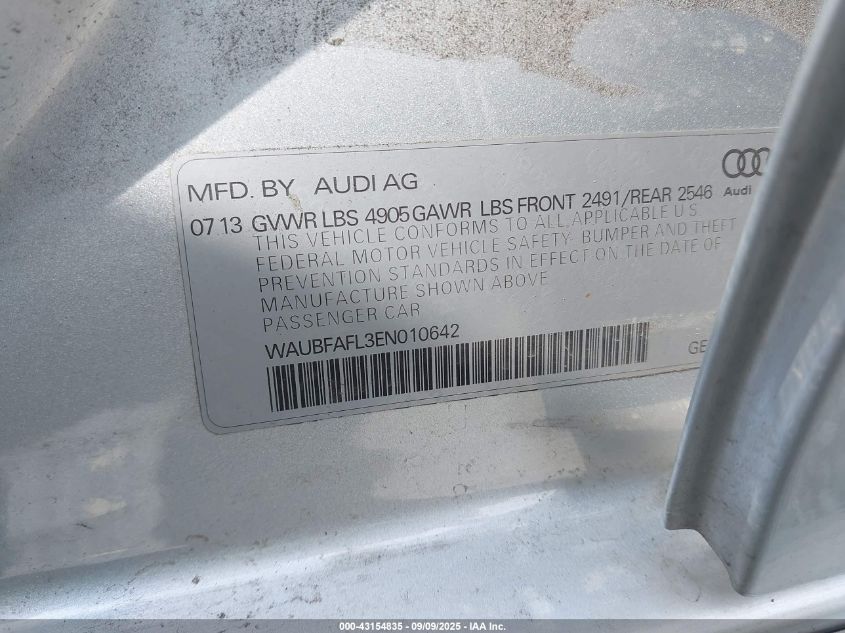 MFD. BY AUDI AG
Audi
07 13 GVWR LBS 4905 GAWR LBS FRONT 2491/REAR 2546
THIS VEHICLE CONFORMS TO ALL APPLICABLE U S
FEDERAL MOTOR VEHICLE SAFETY. BUMPER AND THEFT
PREVENTION STANDARDS IN EFFECT ON THE DATE OF
MANUFACTURE SHOWN ABOVE
PASSENGER CAR
WAUBFAFL3EN010642
GE
000-43154835 - 09/09/2025 - IAA Inc.